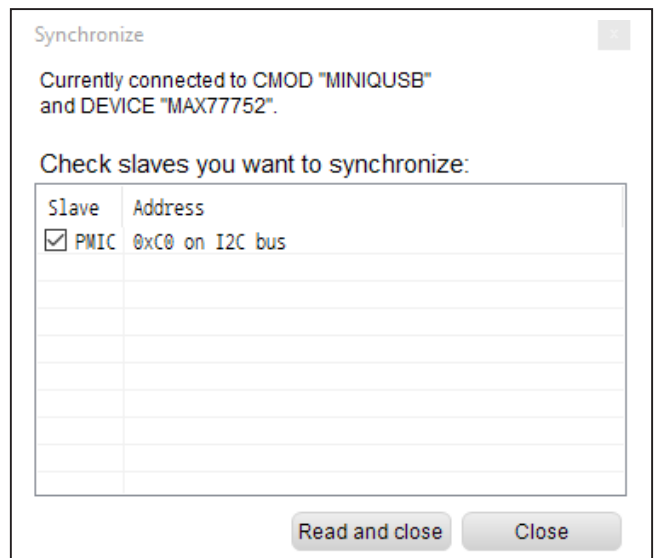 Synchronize
x
Currently connected to CMOD "MINIQUSB"
and DEVICE "MAX77752".
Check slaves you want to synchronize:
Slave Address
PMIC 0xC0 on I2C bus
Read and close Close